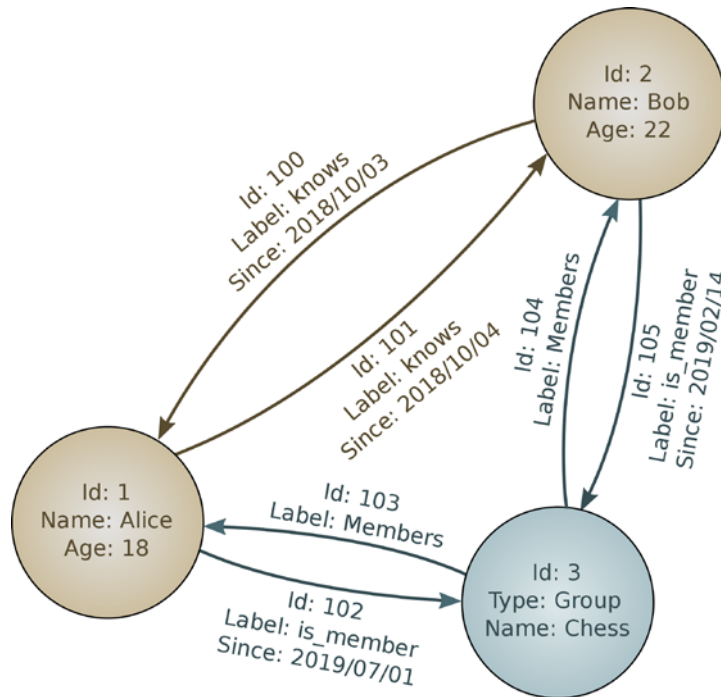 Id: 2
Name: Bob
Age: 22
Id: 100
Label: knows
Since: 2018/10/03
Id: 101
Label: knows
Since: 2018/10/04
Id: 104
Label: Members
Id: 105
Label: is_member
Since: 2019/02/14
Id: 1
Name: Alice
Age: 18
Id: 103
Label: Members
Id: 102
Label: is_member
Since: 2019/07/01
Id: 3
Type: Group
Name: Chess